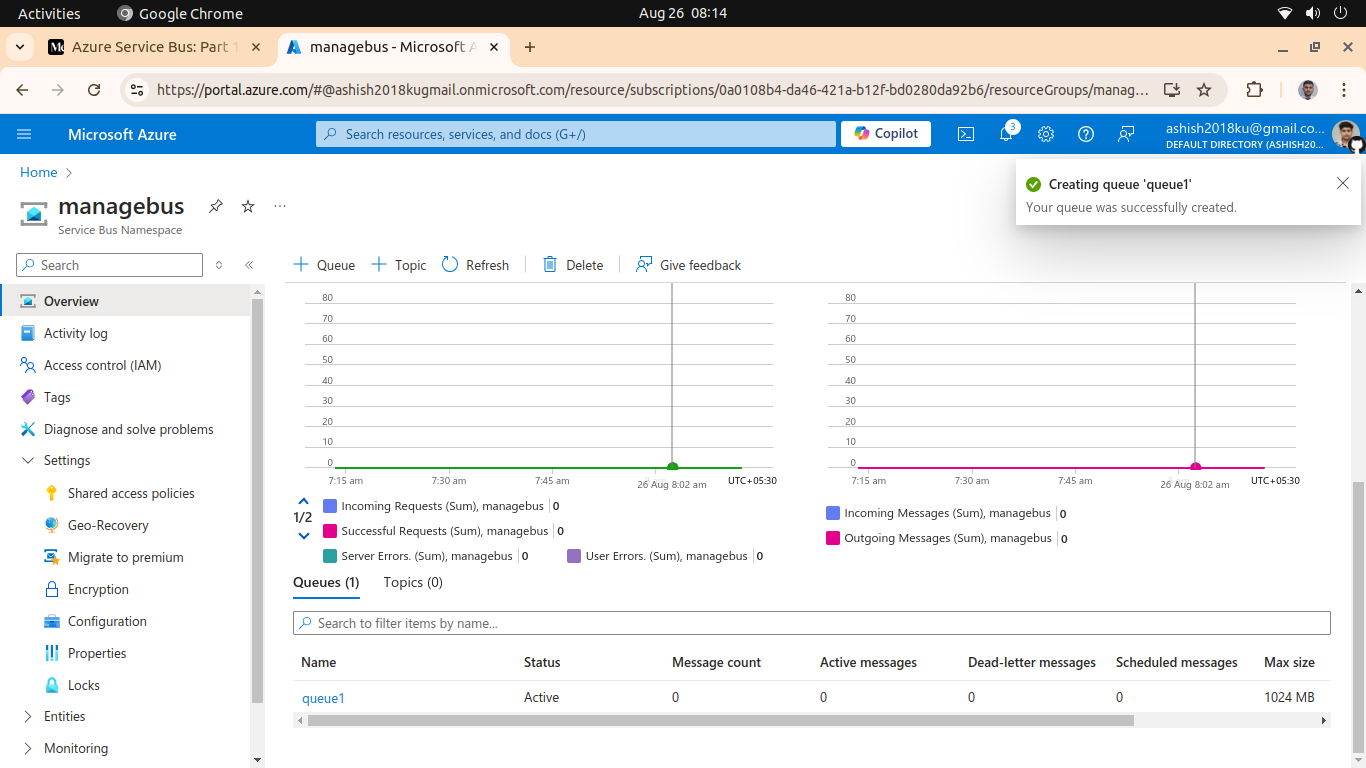 Activities
Google Chrome
Aug 26 08:14
Azure Service Bus: Part 1
managebus - Microsoft A
https://portal.azure.com/#@ashish2018kugmail.onmicrosoft.com/resource/subscriptions/0a0108b4-da46-421a-b12f-bd0280da92b6/resourceGroups/manag...
Microsoft Azure
Search resources, services, and docs (G+/)
Copilot
3
ashish2018ku@gmail.co...
DEFAULT DIRECTORY (ASHISH20...
Home
Creating queue 'queue1'
Your queue was successfully created.
managebus
...
Service Bus Namespace
Search
Queue
Topic
Refresh
Delete
Give feedback
Overview
Activity log
Access control (IAM)
Tags
Diagnose and solve problems
Settings
Shared access policies
Geo-Recovery
Migrate to premium
Encryption
Configuration
Properties
Locks
Entities
Monitoring
80
70
60
50
40
30
20
10
0
7:15 am 7:30 am 7:45 am 26 Aug 8:02 am UTC+05:30
1/2
Incoming Requests (Sum), managebus 0
Successful Requests (Sum), managebus 0
Server Errors. (Sum), managebus 0
User Errors. (Sum), managebus 0
80
70
60
50
40
30
20
10
0
7:15 am 7:30 am 7:45 am 26 Aug 8:02 am UTC+05:30
Incoming Messages (Sum), managebus 0
Outgoing Messages (Sum), managebus 0
Queues (1) Topics (0)
Search to filter items by name...
Name Status Message count Active messages Dead-letter messages Scheduled messages Max size
queue1 Active 0 0 0 0 1024 MB